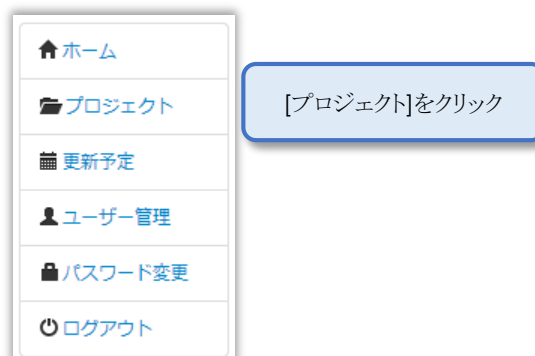 ホーム
プロジェクト
[プロジェクト]をクリック
更新予定
ユーザー管理
パスワード変更
ログアウト